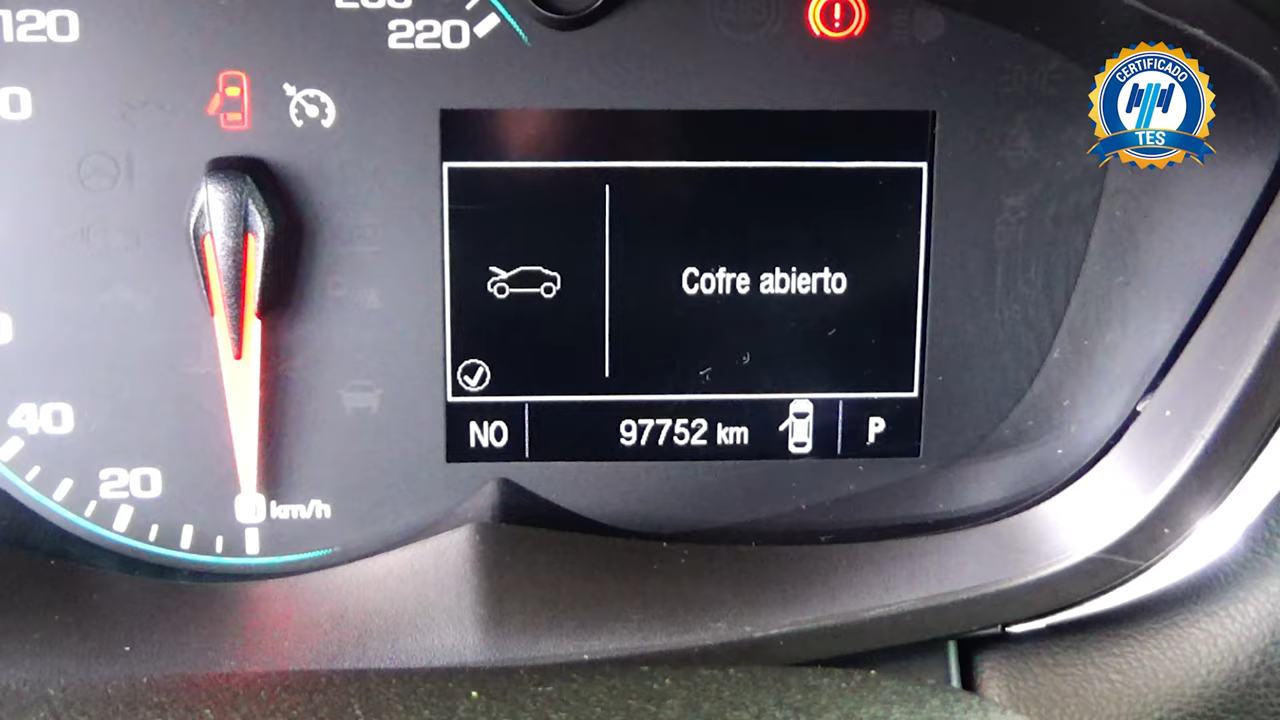 120
220
CERTIFICADO
TES
Cofre abierto
40
NO
97752 km
P
20
km/h